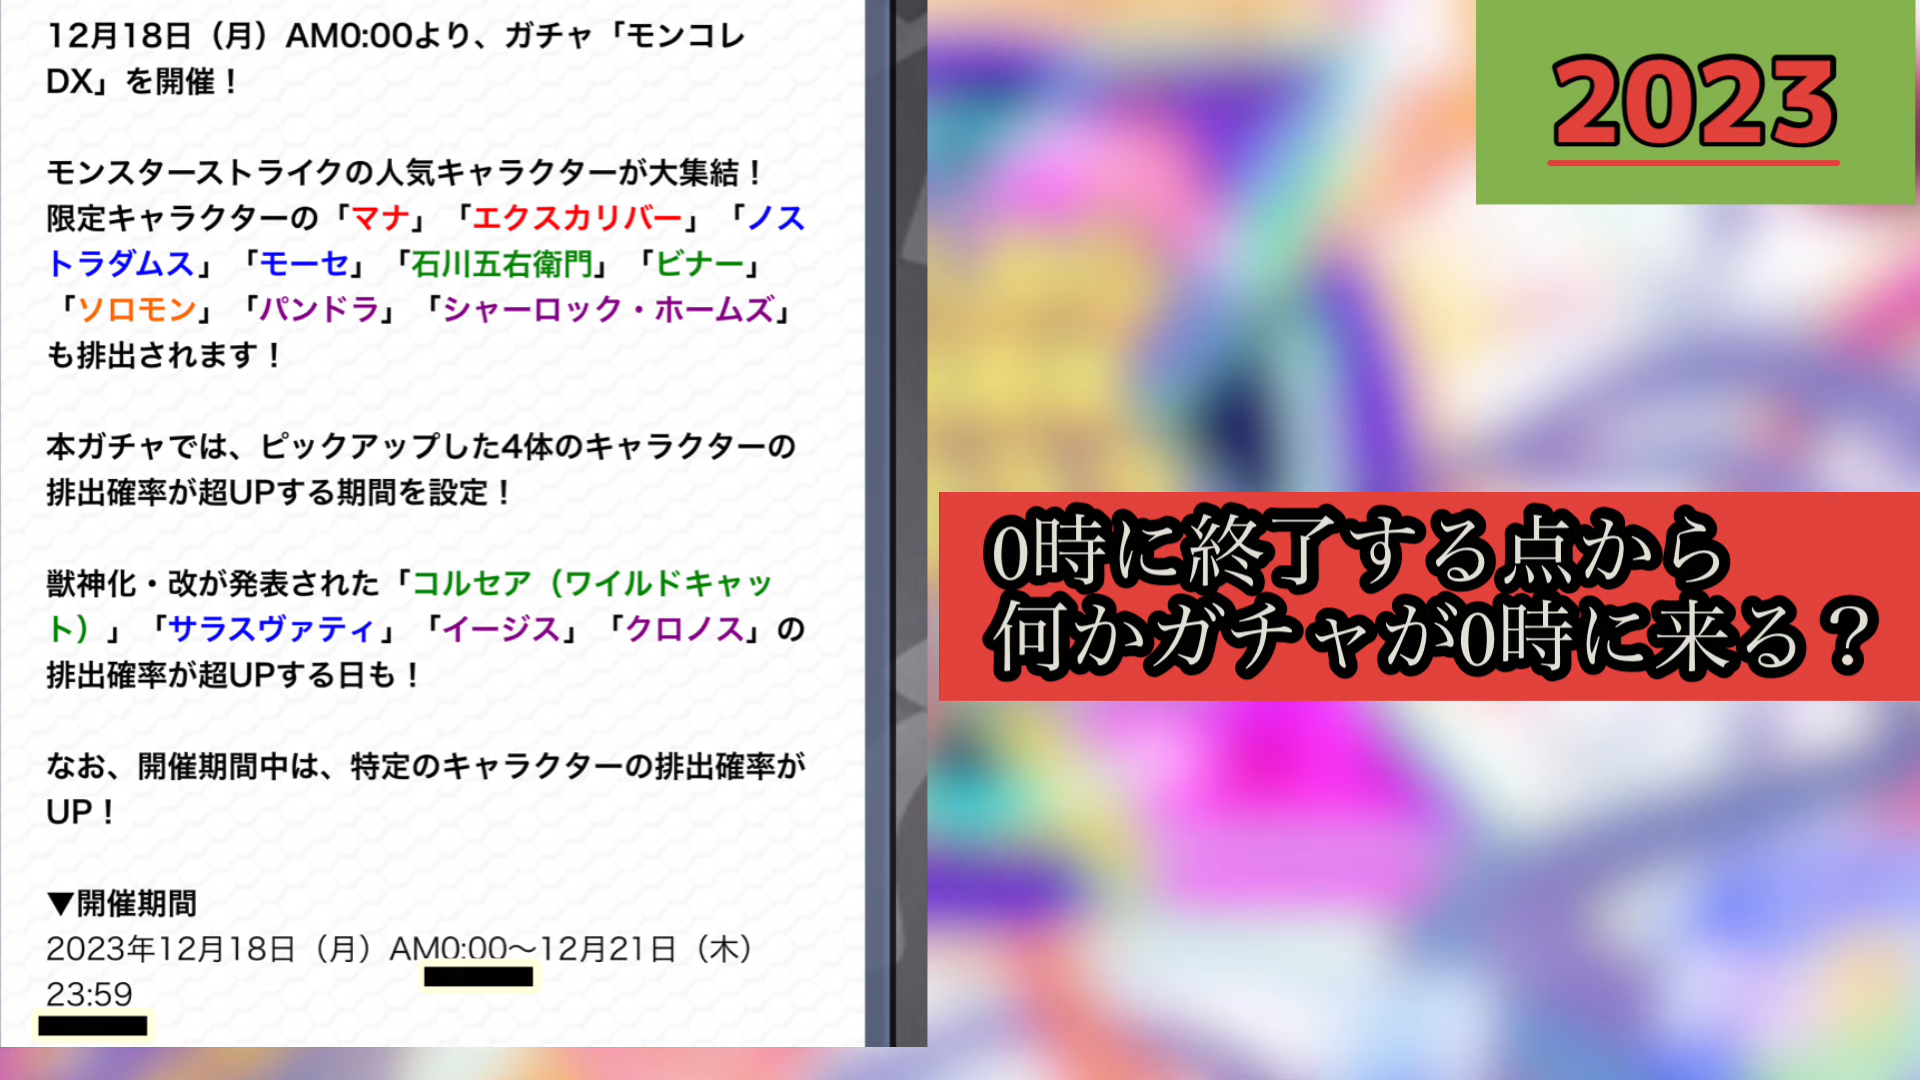 12月18日（月）AM0:00より、ガチャ「モンコレ
DX」を開催！
モンスターストライクの人気キャラクターが大集結！
限定キャラクターの「マナ」「エクスカリバー」「ノス
トラダムス」「モーセ」「石川五右衛門」「ビナー」
「ソロモン」「パンドラ」「シャーロック・ホームズ」
も排出されます！
本ガチャでは、ピックアップした4体のキャラクターの
排出確率が超UPする期間を設定！
獣神化・改が発表された「コルセア（ワイルドキャッ
ト）」「サラスヴァティ」「イージス」「クロノス」の
排出確率が超UPする日も！
なお、開催期間中は、特定のキャラクターの排出確率が
UP！
▼開催期間
2023年12月18日（月）AM0:00～12月21日（木）
23:59
2023
0時に終了する点から
何かガチャが0時に来る？